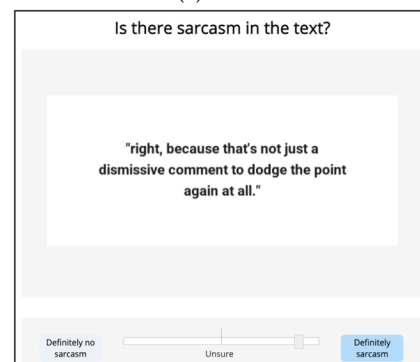 Is there sarcasm in the text?
"right, because that's not just a
dismissive comment to dodge the point
again at all."
Definitely no
sarcasm
Unsure
Definitely
sarcasm